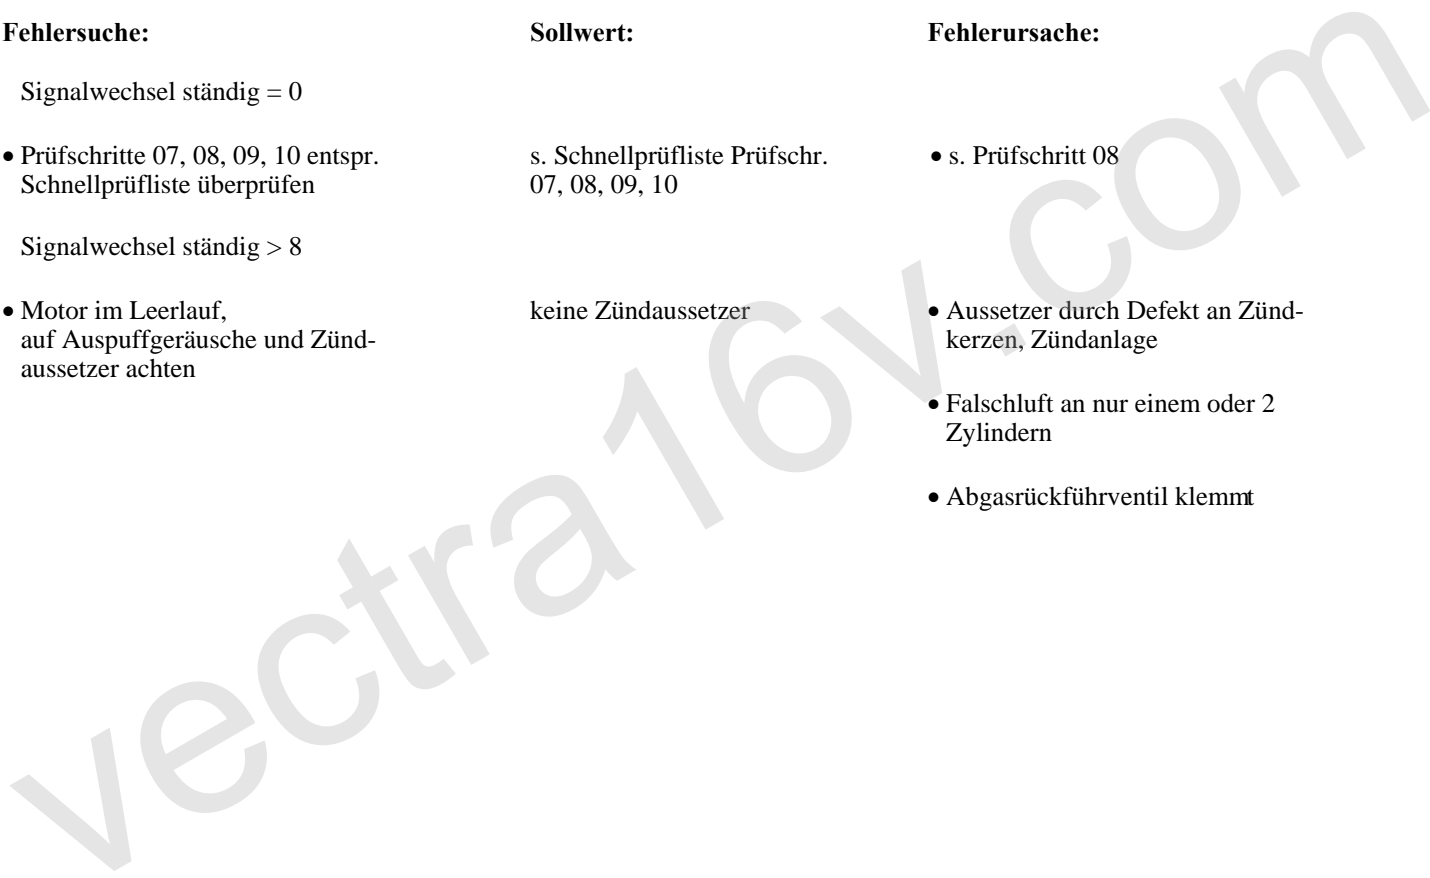 Fehlersuche: Sollwert: Fehlerursache:
Signalwechsel ständig = 0
• Prüfschritte 07, 08, 09, 10 entspr. s. Schnellprüfliste Prüfschr. • s. Prüfschritt 08
Schnellprüfliste überprüfen 07, 08, 09, 10
Signalwechsel ständig > 8
• Motor im Leerlauf, keine Zündaussetzer • Aussetzer durch Defekt an Zünd-
auf Auspuffgeräusche und Zünd- kerzen, Zündanlage
aussetzer achten
• Falschluft an nur einem oder 2
Zylindern
• Abgasrückführventil klemmt
vectra16v.com